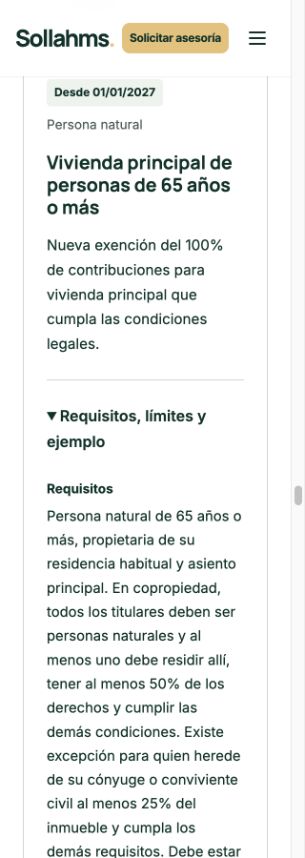 Sollahms.
Solicitar asesoría
Desde 01/01/2027
Persona natural
Vivienda principal de
personas de 65 años
o más
Nueva exención del 100%
de contribuciones para
vivienda principal que
cumpla las condiciones
legales.
▼ Requisitos, límites y
ejemplo
Requisitos
Persona natural de 65 años o
más, propietaria de su
residencia habitual y asiento
principal. En copropiedad,
todos los titulares deben ser
personas naturales y al
menos uno debe residir allí,
tener al menos 50% de los
derechos y cumplir las
demás condiciones. Existe
excepción para quien herede
de su cónyuge o conviviente
civil al menos 25% del
inmueble y cumpla los
demás requisitos. Debe estar